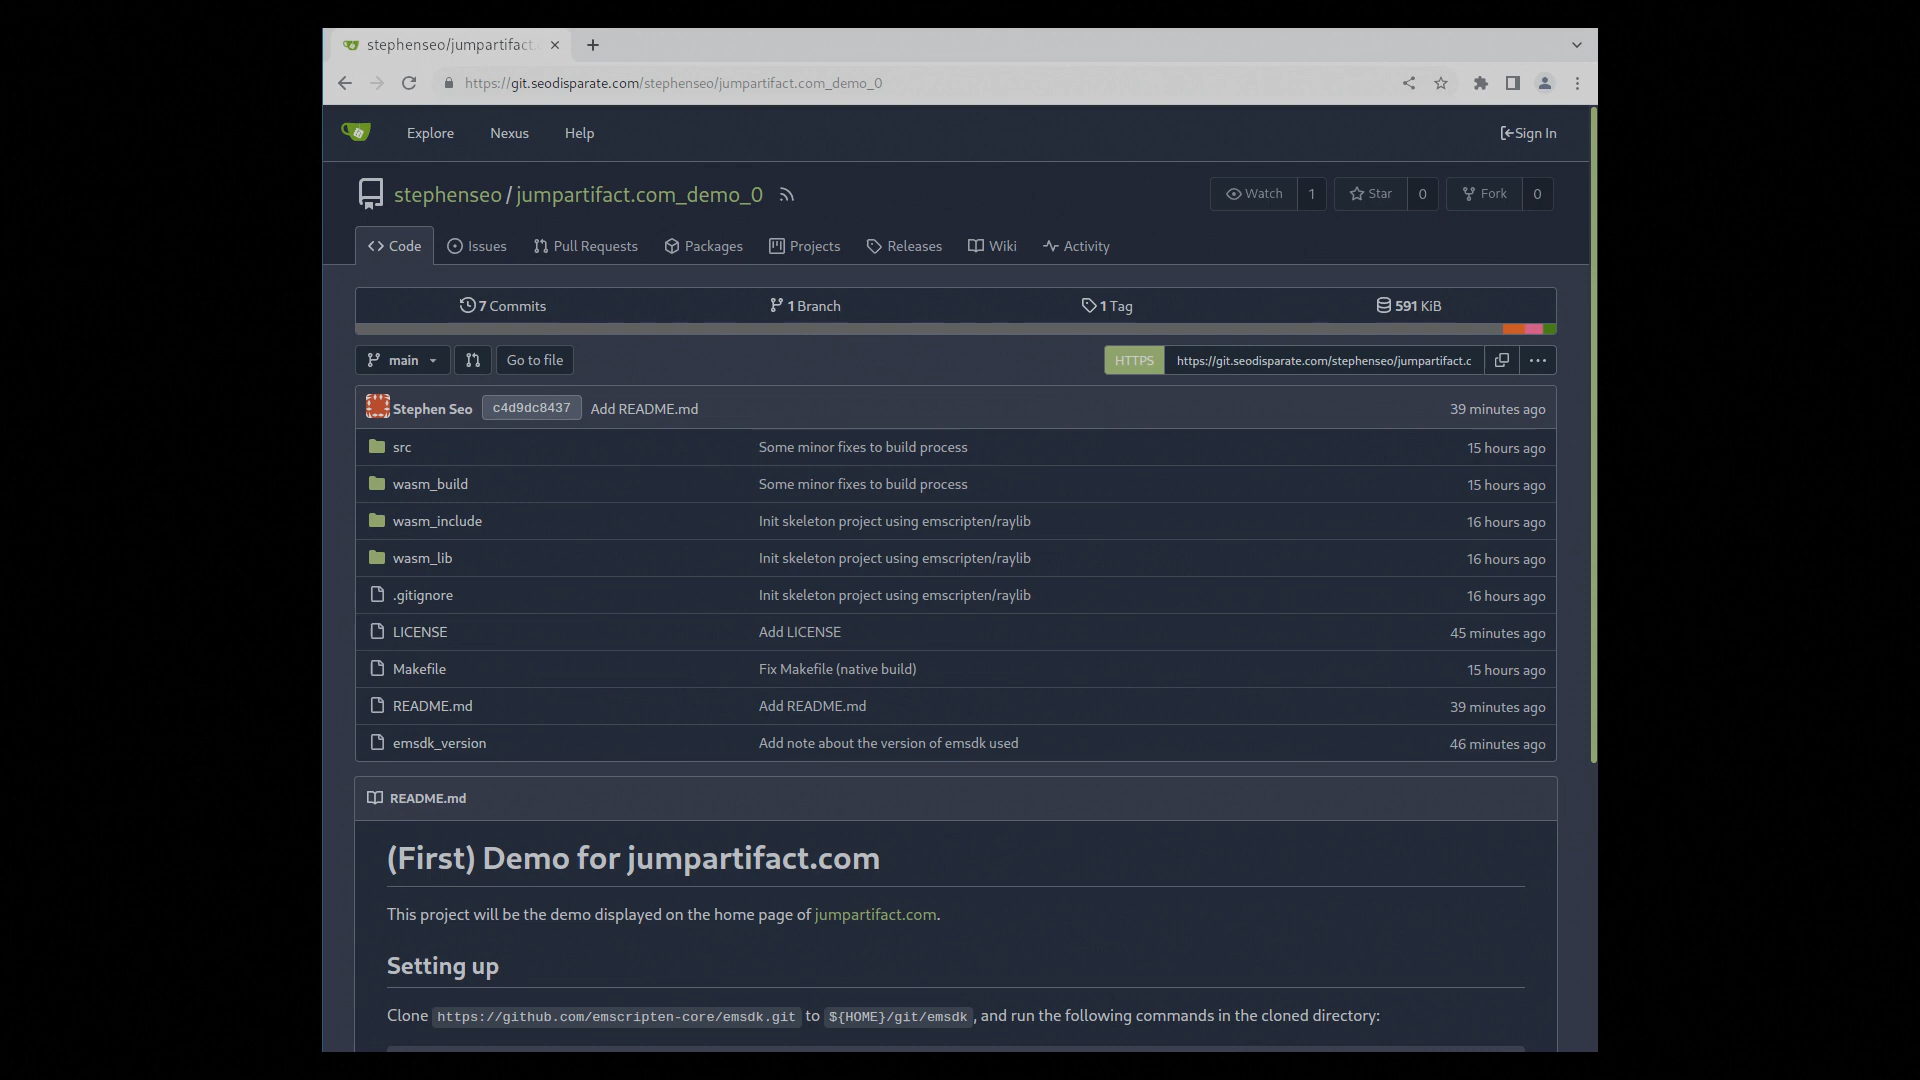 stephenseo/jumpartifact.
https://git.seodisparate.com/stephenseo/jumpartifact.com_demo_0
Explore Nexus Help Sign In
stephenseo/jumpartifact.com_demo_0 Watch 1 Star 0 Fork 0
Code Issues Pull Requests Packages Projects Releases Wiki Activity
7 Commits 1 Branch 1 Tag 591 KiB
main Go to file HTTPS https://git.seodisparate.com/stephenseo/jumpartifact.c
Stephen Seo c4d9dc8437 Add README.md 39 minutes ago
src Some minor fixes to build process 15 hours ago
wasm_build Some minor fixes to build process 15 hours ago
wasm_include Init skeleton project using emscripten/raylib 16 hours ago
wasm_lib Init skeleton project using emscripten/raylib 16 hours ago
.gitignore Init skeleton project using emscripten/raylib 16 hours ago
LICENSE Add LICENSE 45 minutes ago
Makefile Fix Makefile (native build) 15 hours ago
README.md Add README.md 39 minutes ago
emsdk_version Add note about the version of emsdk used 46 minutes ago
README.md
(First) Demo for jumpartifact.com
This project will be the demo displayed on the home page of jumpartifact.com.
Setting up
Clone https://github.com/emscripten-core/emsdk.git to ${HOME}/git/emsdk, and run the following commands in the cloned directory: